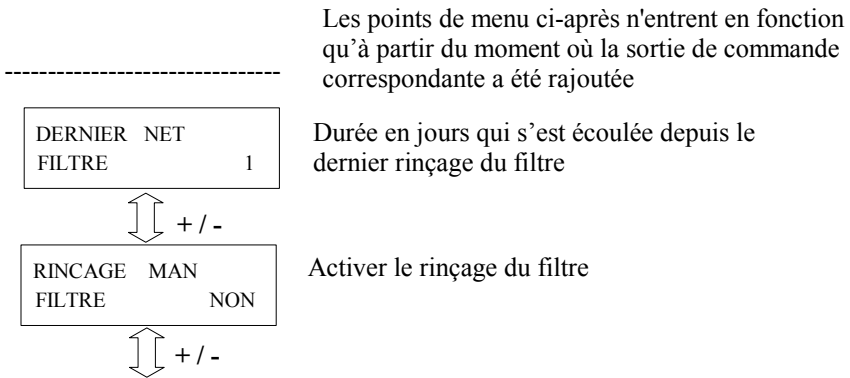 Les points de menu ci-après n'entrent en fonction
qu’à partir du moment où la sortie de commande
--------------------------------
correspondante a été rajoutée
DERNIER NET
FILTRE 1
Durée en jours qui s’est écoulée depuis le
dernier rinçage du filtre
+ / -
RINCAGE MAN
FILTRE NON
Activer le rinçage du filtre
+ / -